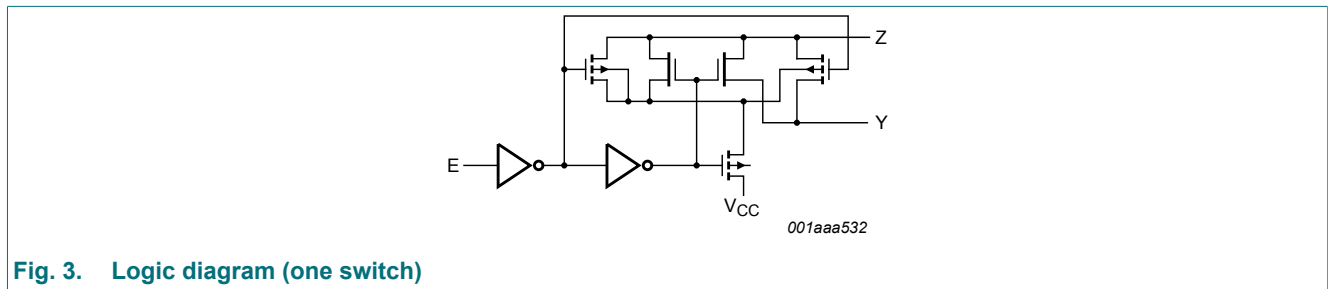 Z
Y
E
VCC
001aaa532
Fig. 3. Logic diagram (one switch)